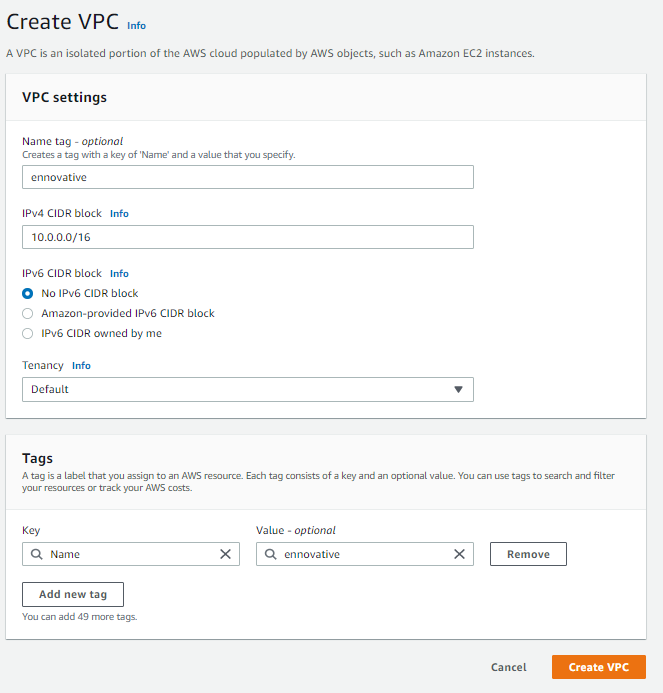 Create VPC Info
A VPC is an isolated portion of the AWS cloud populated by AWS objects, such as Amazon EC2 instances.
VPC settings
Name tag - optional
Creates a tag with a key of 'Name' and a value that you specify.
ennovative
IPv4 CIDR block Info
10.0.0.0/16
IPv6 CIDR block Info
No IPv6 CIDR block
Amazon-provided IPv6 CIDR block
IPv6 CIDR owned by me
Tenancy Info
Default
Tags
A tag is a label that you assign to an AWS resource. Each tag consists of a key and an optional value. You can use tags to search and filter
your resources or track your AWS costs.
Key Value - optional
Name ennovative Remove
Add new tag
You can add 49 more tags.
Cancel Create VPC